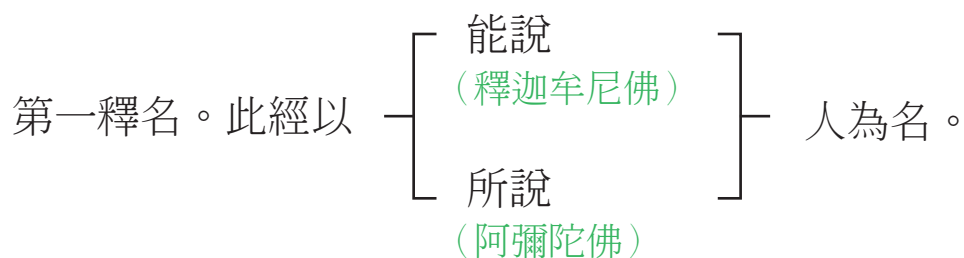 第一釋名。此經以
能說
（釋迦牟尼佛）
所說
（阿彌陀佛）
人為名。